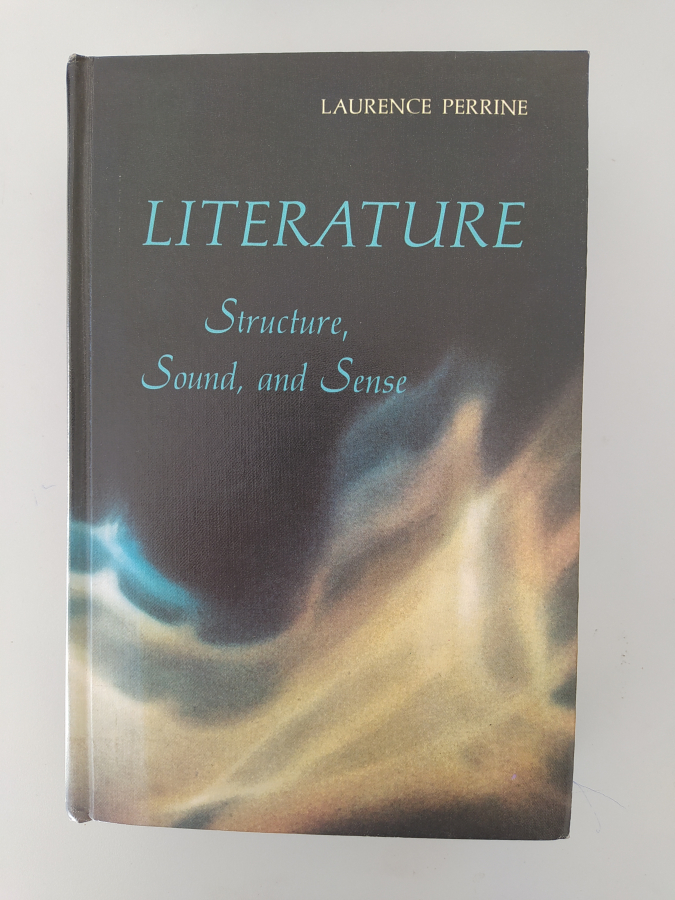 LAURENCE PERRINE
LITERATURE
Structure,
Sound, and Sense